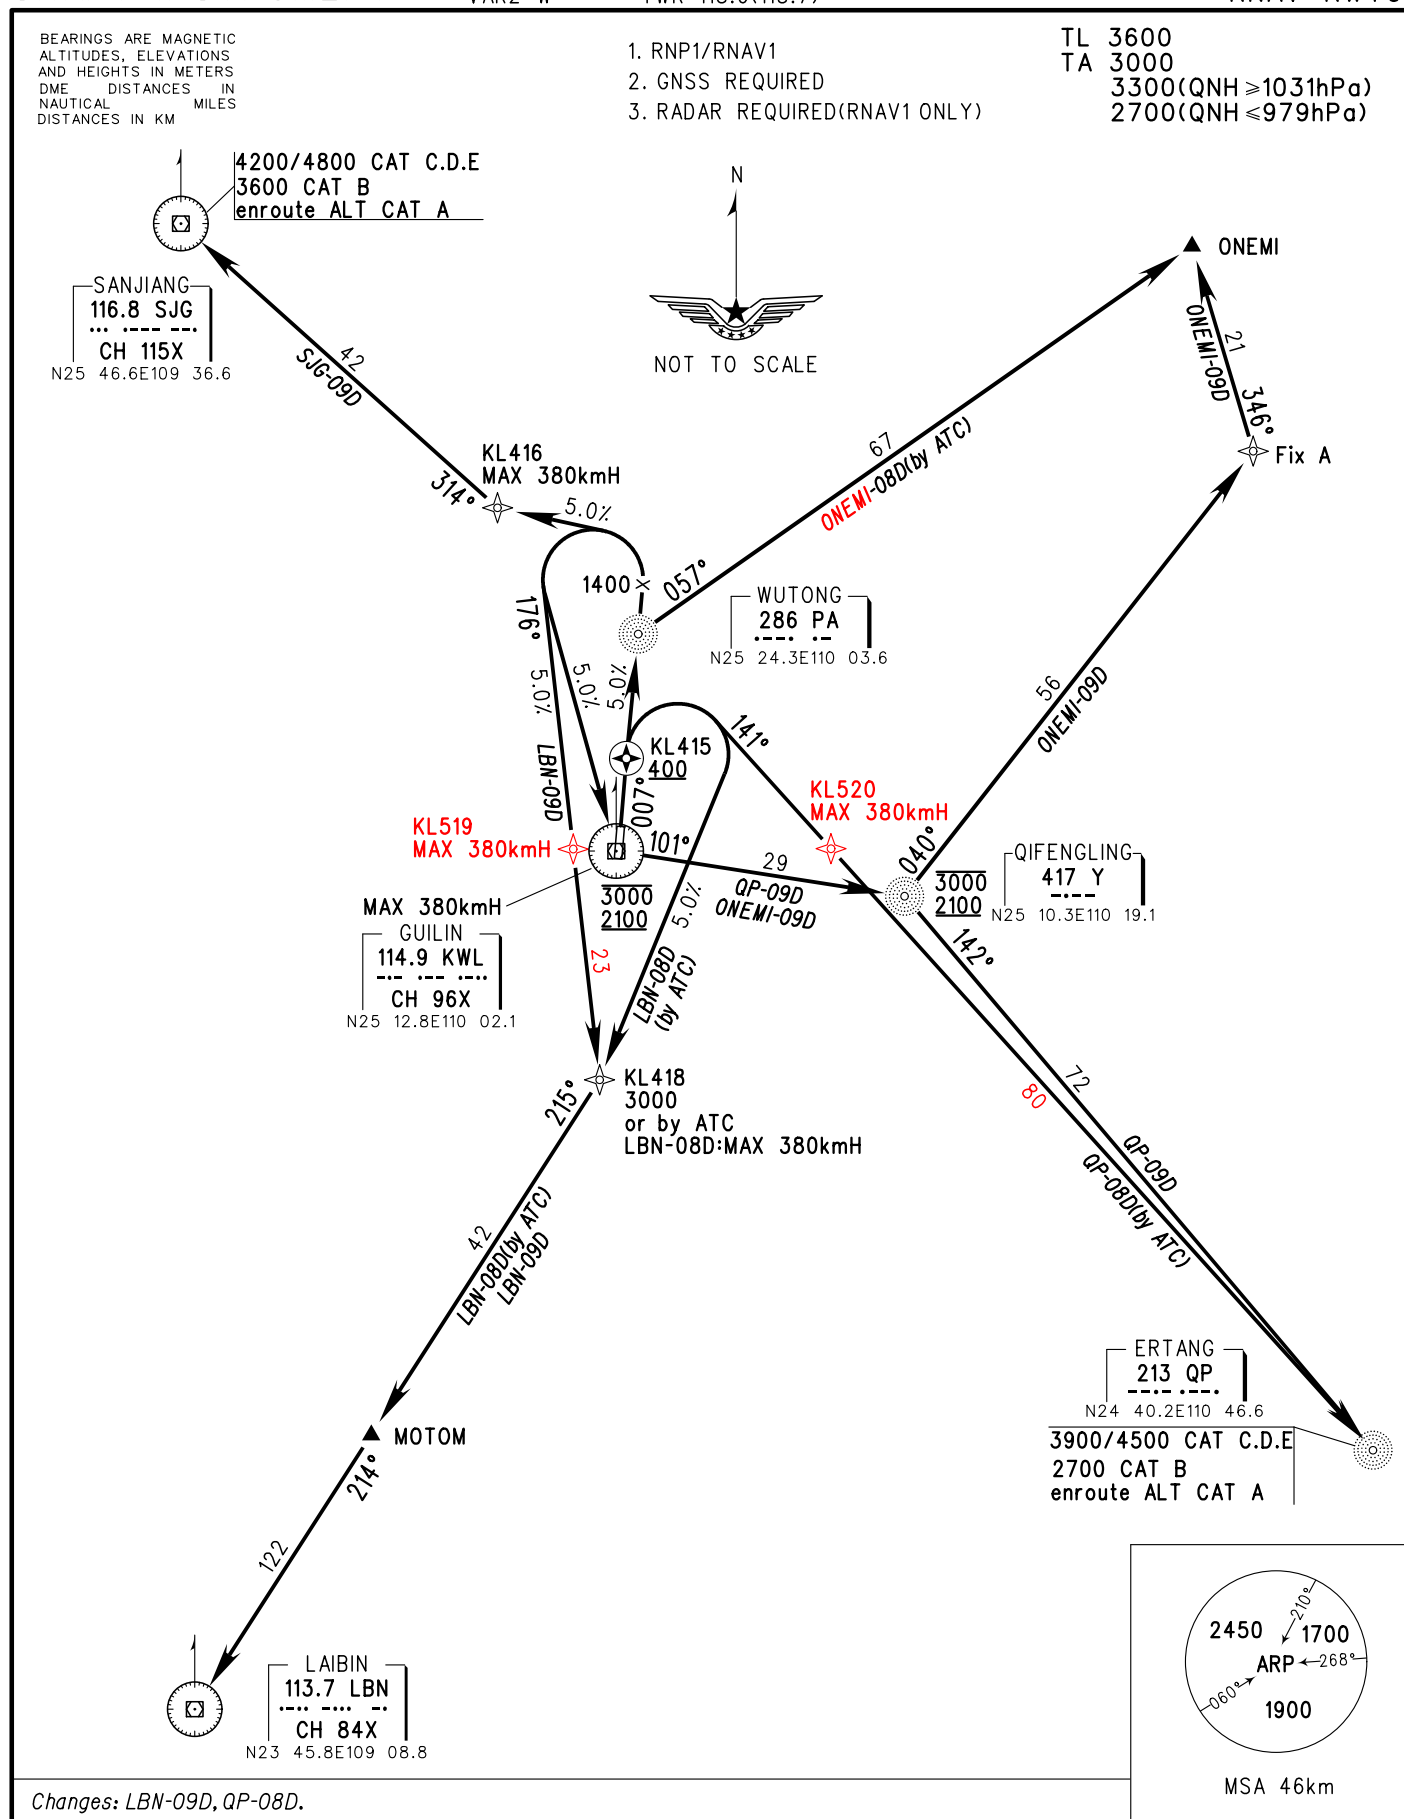 BEARINGS ARE MAGNETIC
ALTITUDES, ELEVATIONS
AND HEIGHTS IN METERS
DME DISTANCES IN
NAUTICAL MILES
DISTANCES IN KM
1. RNP1/RNAV1
2. GNSS REQUIRED
3. RADAR REQUIRED(RNAV1 ONLY)
TL 3600
TA 3000
3300(QNH≥1031hPa)
2700(QNH≤979hPa)
4200/4800 CAT C.D.E
3600 CAT B
enroute ALT CAT A
SANJIANG
116.8 SJG
CH 115X
N25 46.6E109 36.6
N
NOT TO SCALE
ONEMI
21
ONEMI-09D
346°
Fix A
42
SJG-09D
314°
KL416
MAX 380kmH
5.0%
67
ONEMI-08D(by ATC)
057°
1400
WUTONG
286 PA
N25 24.3E110 03.6
176°
5.0%
5.0%
5.0%
LBN-09D
56
ONEMI-09D
040°
KL415
400
007°
141°
KL520
MAX 380kmH
KL519
MAX 380kmH
101°
29
QP-09D
ONEMI-09D
3000
2100
3000
2100
QIFENGLING
417 Y
N25 10.3E110 19.1
142°
MAX 380kmH
GUILIN
114.9 KWL
CH 96X
N25 12.8E110 02.1
23
5.0%
LBN-08D
(by ATC)
KL418
3000
or by ATC
LBN-08D:MAX 380kmH
215°
72
80
QP-09D
QP-08D(by ATC)
42
LBN-08D(by ATC)
LBN-09D
ERTANG
213 QP
N24 40.2E110 46.6
3900/4500 CAT C.D.E
2700 CAT B
enroute ALT CAT A
MOTOM
214°
122
LAIBIN
113.7 LBN
CH 84X
N23 45.8E109 08.8
2450
210°
1700
ARP
268°
060°
1900
MSA 46km
Changes: LBN-09D, QP-08D.